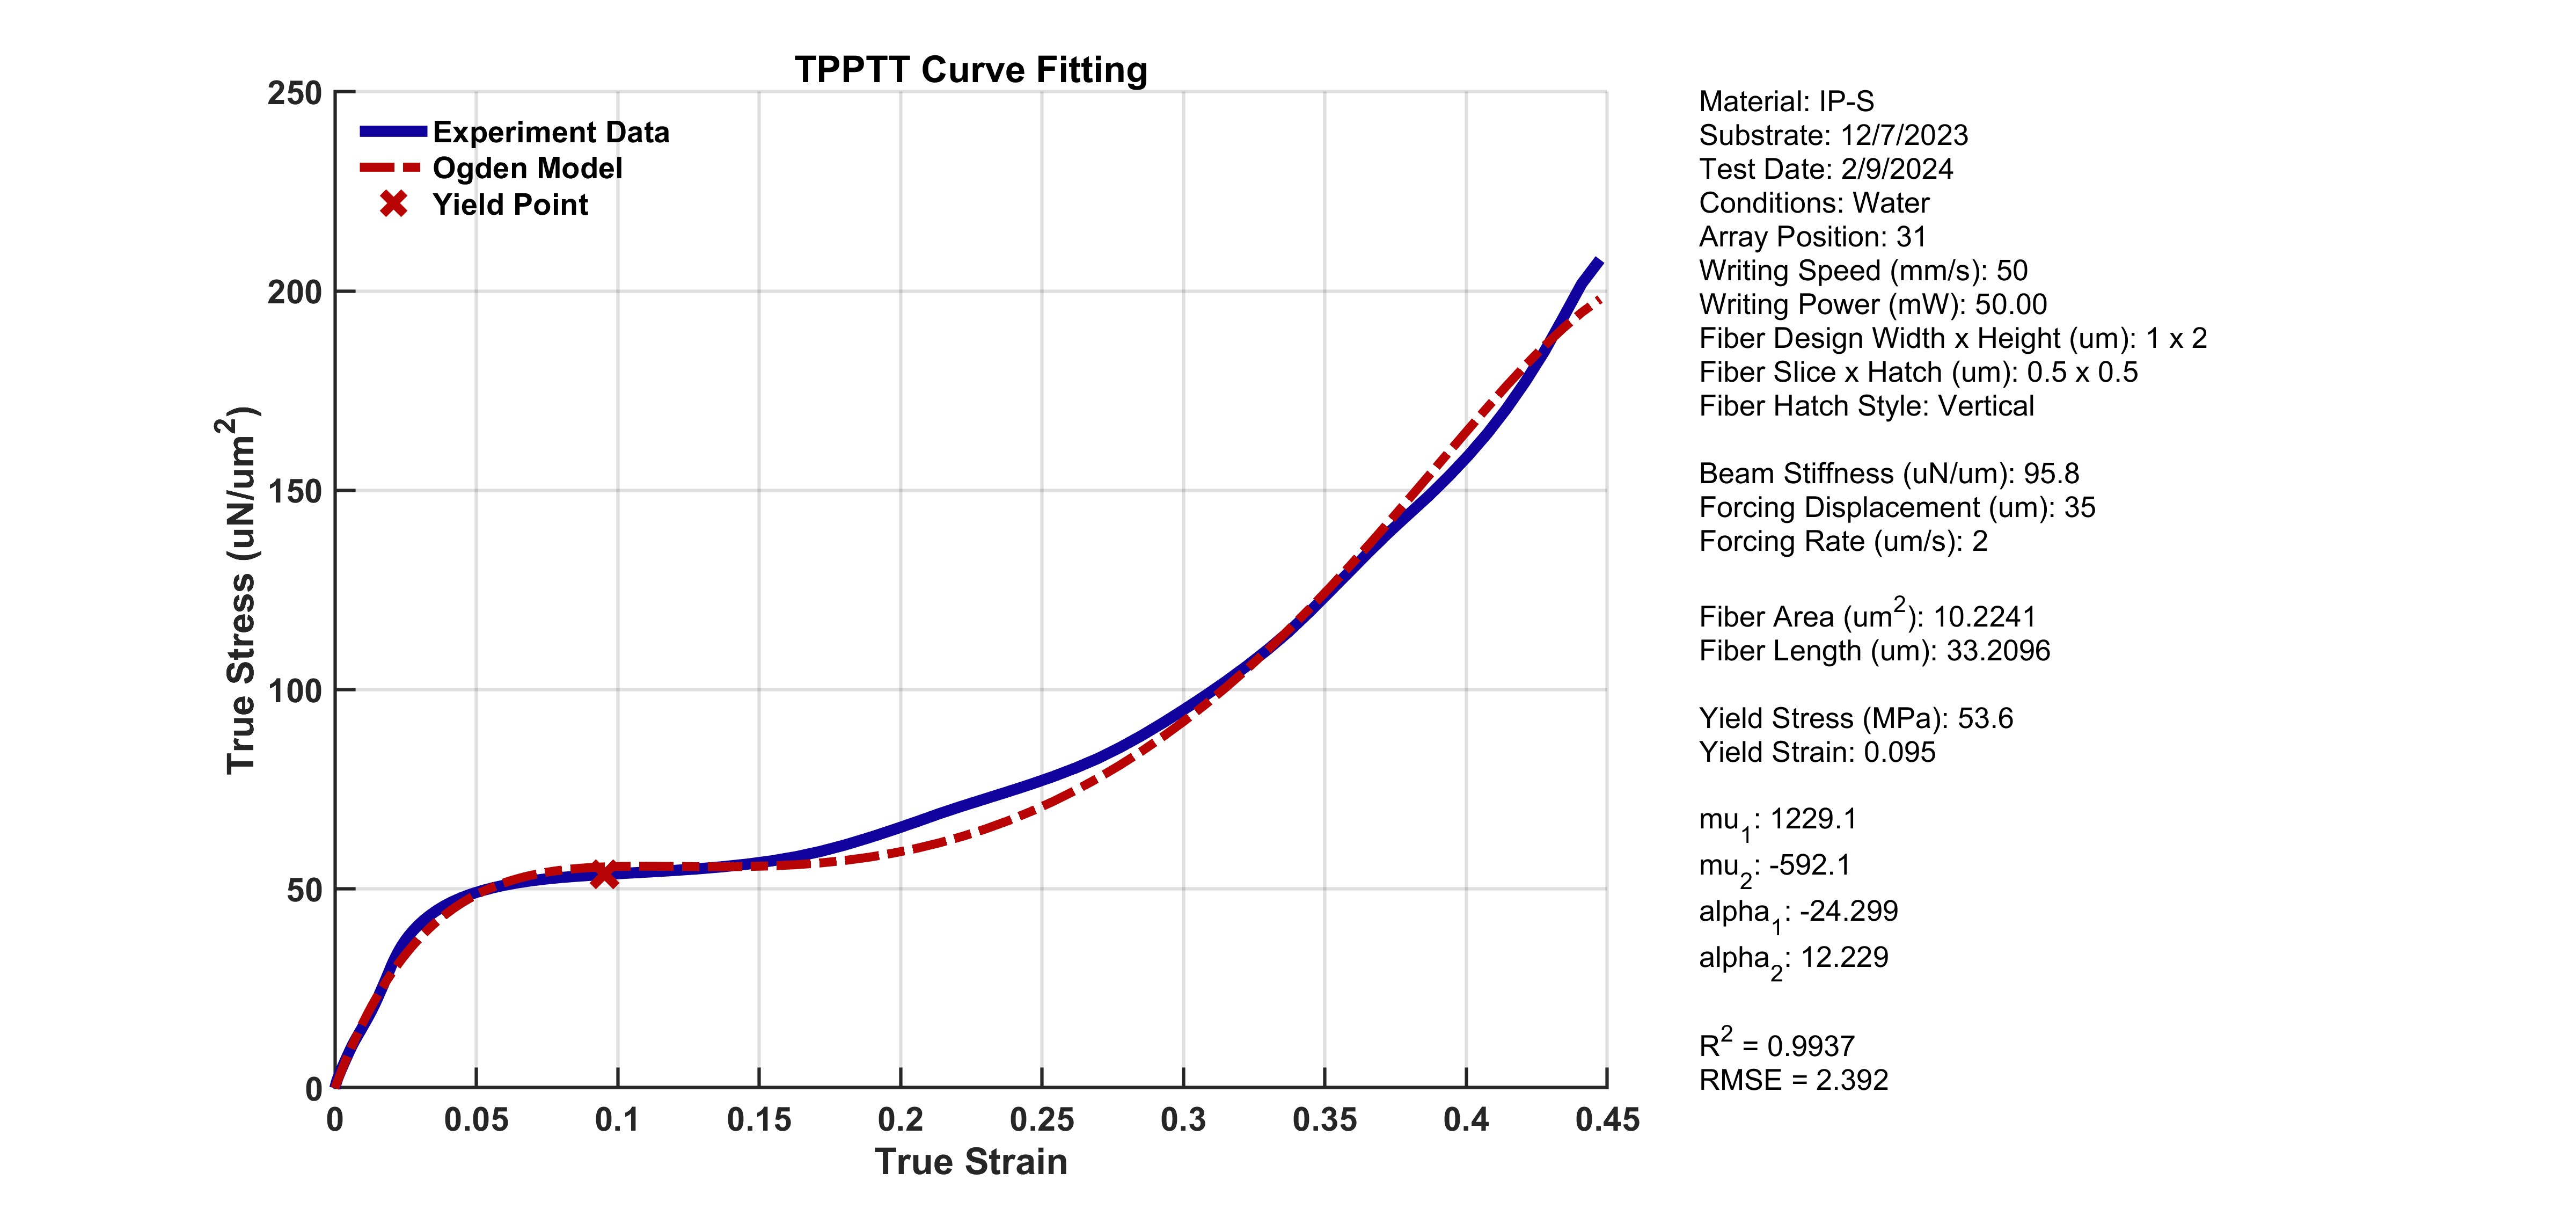 TPPTT Curve Fitting
250
200
150
100
50
0
True Stress (uN/um²)
Experiment Data
Ogden Model
Yield Point
0 0.05 0.1 0.15 0.2 0.25 0.3 0.35 0.4 0.45
True Strain
Material: IP-S
Substrate: 12/7/2023
Test Date: 2/9/2024
Conditions: Water
Array Position: 31
Writing Speed (mm/s): 50
Writing Power (mW): 50.00
Fiber Design Width x Height (um): 1 x 2
Fiber Slice x Hatch (um): 0.5 x 0.5
Fiber Hatch Style: Vertical
Beam Stiffness (uN/um): 95.8
Forcing Displacement (um): 35
Forcing Rate (um/s): 2
Fiber Area (um²): 10.2241
Fiber Length (um): 33.2096
Yield Stress (MPa): 53.6
Yield Strain: 0.095
mu₁: 1229.1
mu₂: -592.1
alpha₁: -24.299
alpha₂: 12.229
R² = 0.9937
RMSE = 2.392